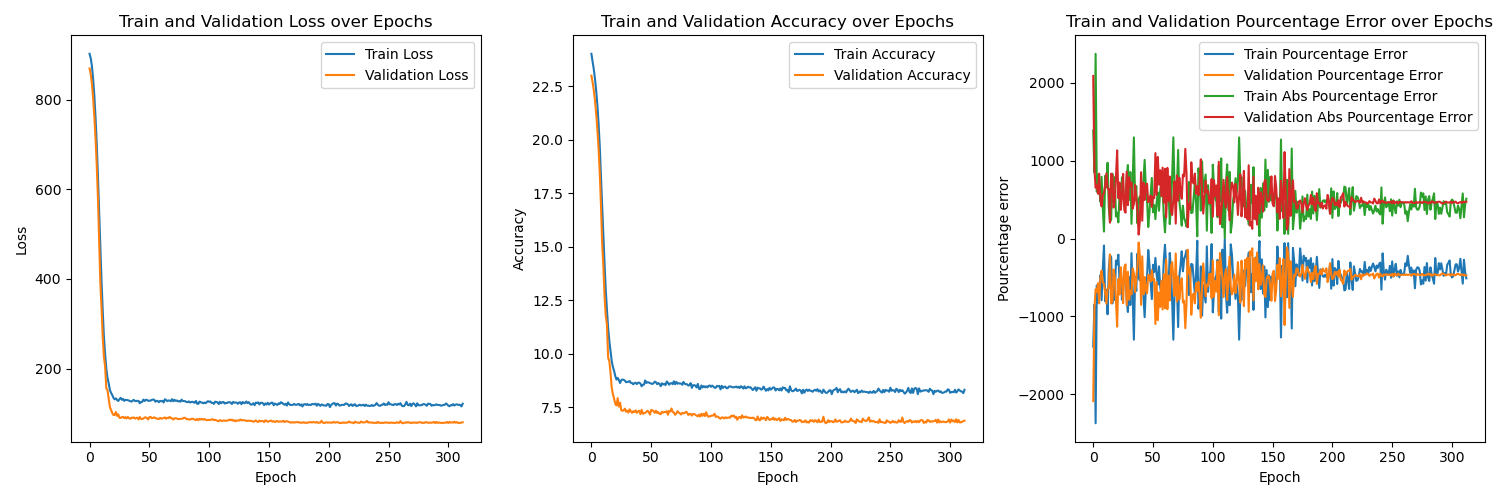 Train and Validation Loss over Epochs
Train Loss
Validation Loss
800
600
400
200
Loss
0 50 100 150 200 250 300
Epoch
Train and Validation Accuracy over Epochs
Train Accuracy
Validation Accuracy
22.5
20.0
17.5
15.0
12.5
10.0
7.5
Accuracy
0 50 100 150 200 250 300
Epoch
Train and Validation Pourcentage Error over Epochs
Train Pourcentage Error
Validation Pourcentage Error
Train Abs Pourcentage Error
Validation Abs Pourcentage Error
2000
1000
0
−1000
−2000
Pourcentage error
0 50 100 150 200 250 300
Epoch